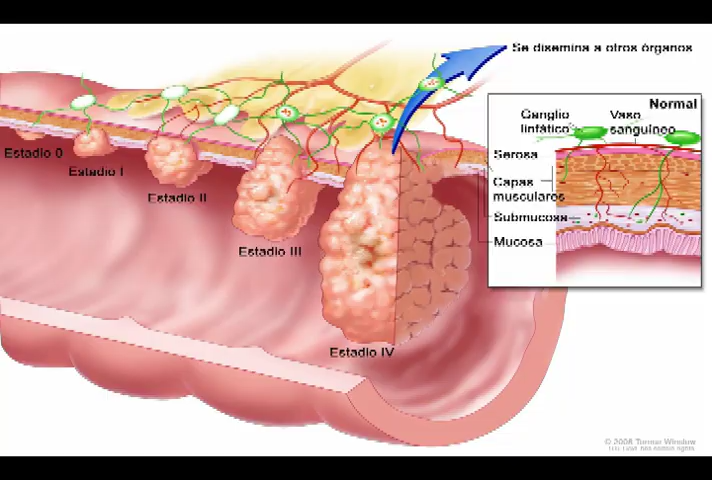 Se disemina a otros órganos
Normal
Ganglio
linfático
Vaso
sanguíneo
Serosa
Capas
musculares
Submucosa
Mucosa
Estadio 0
Estadio I
Estadio II
Estadio III
Estadio IV
© 2005 Terese Winslow